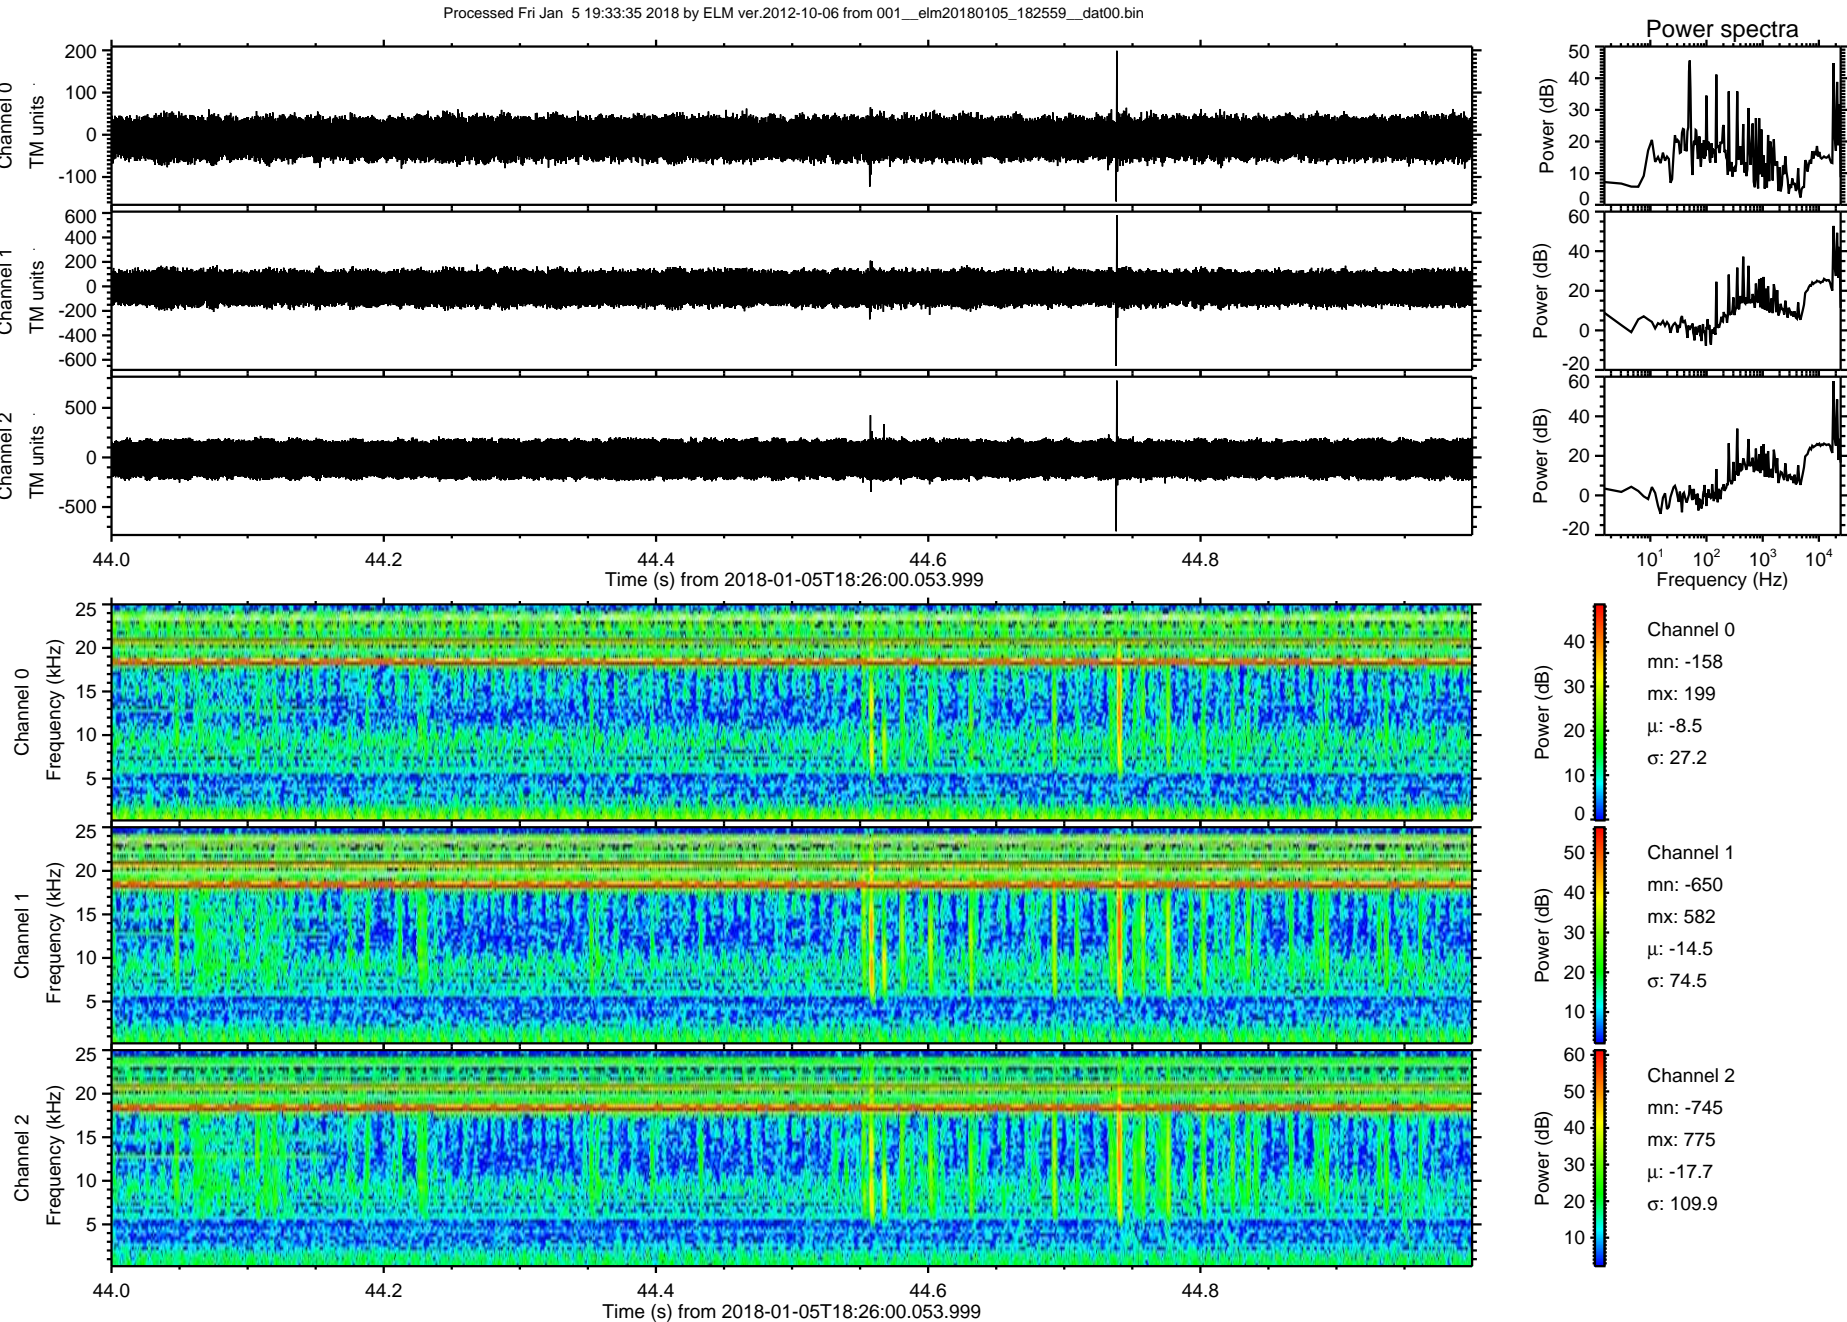 Processed Fri Jan  5 19:33:35 2018 by ELM ver.2012-10-06 from 001__elm20180105_182559__dat00.bin
Power spectra
Channel 0
TM units
200
100
0
-100
Power (dB)
50
40
30
20
10
0
Channel 1
TM units
600
400
200
0
-200
-400
-600
Power (dB)
60
40
20
0
-20
Channel 2
TM units
500
0
-500
Power (dB)
60
40
20
0
-20
44.0 44.2 44.4 44.6 44.8
Time (s) from 2018-01-05T18:26:00.053.999
10¹ 10² 10³ 10⁴
Frequency (Hz)
Channel 0
Frequency (kHz)
25
20
15
10
5
Power (dB)
40
30
20
10
0
Channel 0
mn: -158
mx: 199
μ: -8.5
σ: 27.2
Channel 1
Frequency (kHz)
25
20
15
10
5
Power (dB)
50
40
30
20
10
Channel 1
mn: -650
mx: 582
μ: -14.5
σ: 74.5
Channel 2
Frequency (kHz)
25
20
15
10
5
Power (dB)
60
50
40
30
20
10
Channel 2
mn: -745
mx: 775
μ: -17.7
σ: 109.9
44.0 44.2 44.4 44.6 44.8
Time (s) from 2018-01-05T18:26:00.053.999